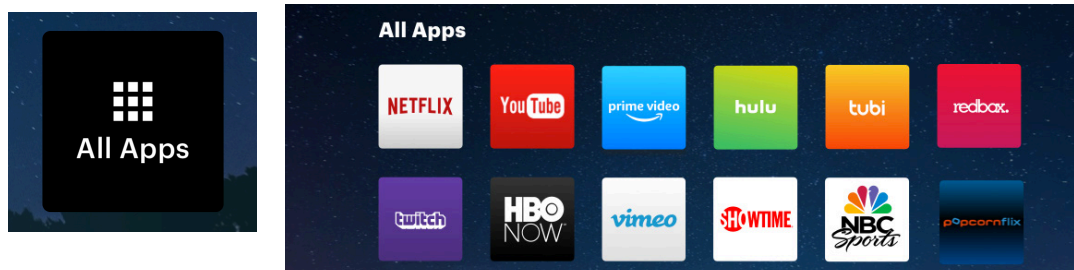 All Apps
All Apps
NETFLIX
YouTube
prime video
hulu
tubi
redbox.
twitch
HBO
NOW
vimeo
SHOWTIME
NBC
Sports
popcornflix